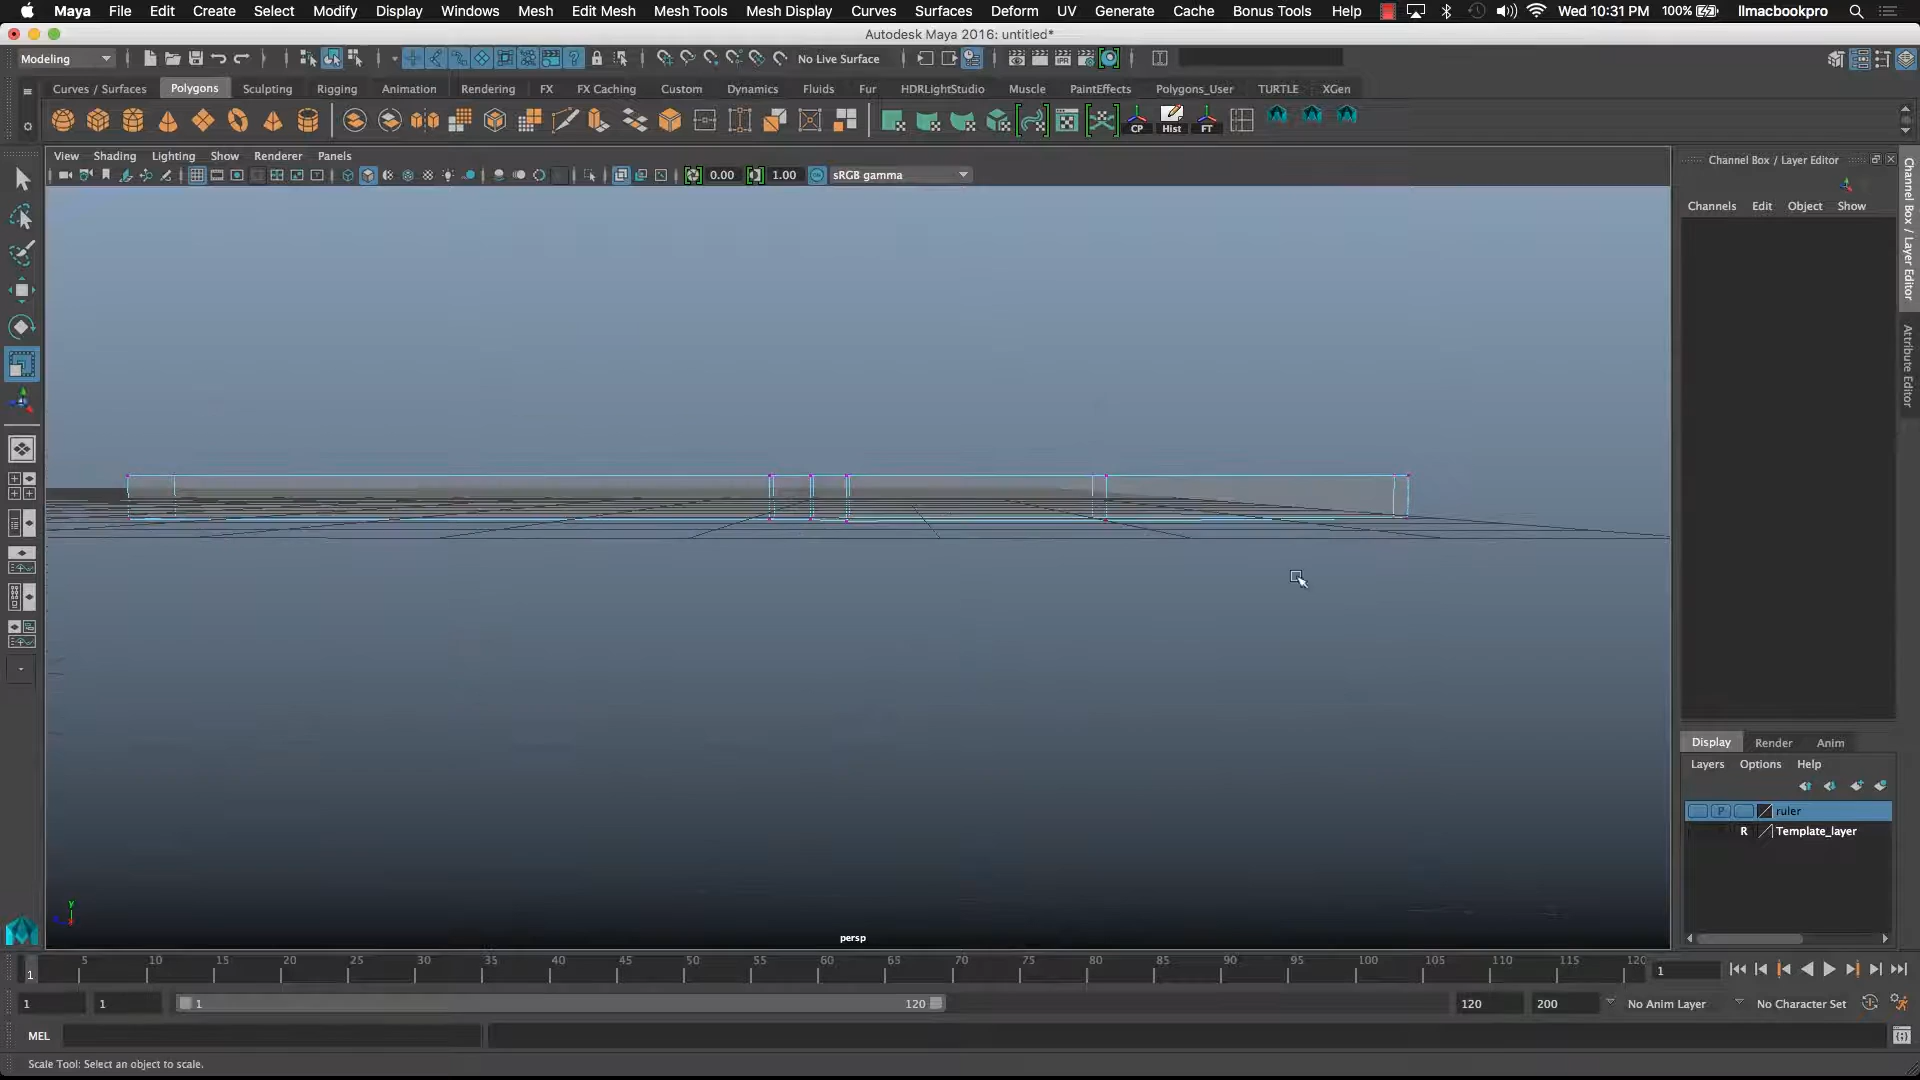 Maya File Edit Create Select Modify Display Windows Mesh Edit Mesh Mesh Tools Mesh Display Curves Surfaces Deform UV Generate Cache Bonus Tools Help Wed 10:31 PM 100% llmacbookpro
Autodesk Maya 2016: untitled*
Modeling No Live Surface
Curves / Surfaces Polygons Sculpting Rigging Animation Rendering FX FX Caching Custom Dynamics Fluids Fur HDRLightStudio Muscle PaintEffects Polygons_User TURTLE XGen
CP Hist FT
View Shading Lighting Show Renderer Panels
0.00 1.00 sRGB gamma
Channel Box / Layer Editor
Channels Edit Object Show
Channel Box / Layer Editor
Attribute Editor
Display Render Anim
Layers Options Help
P ruler
R Template_layer
y
persp
1 5 10 15 20 25 30 35 40 45 50 55 60 65 70 75 80 85 90 95 100 105 110 115 120 1
1 1 1 120 120 200 No Anim Layer No Character Set
MEL
Scale Tool: Select an object to scale.